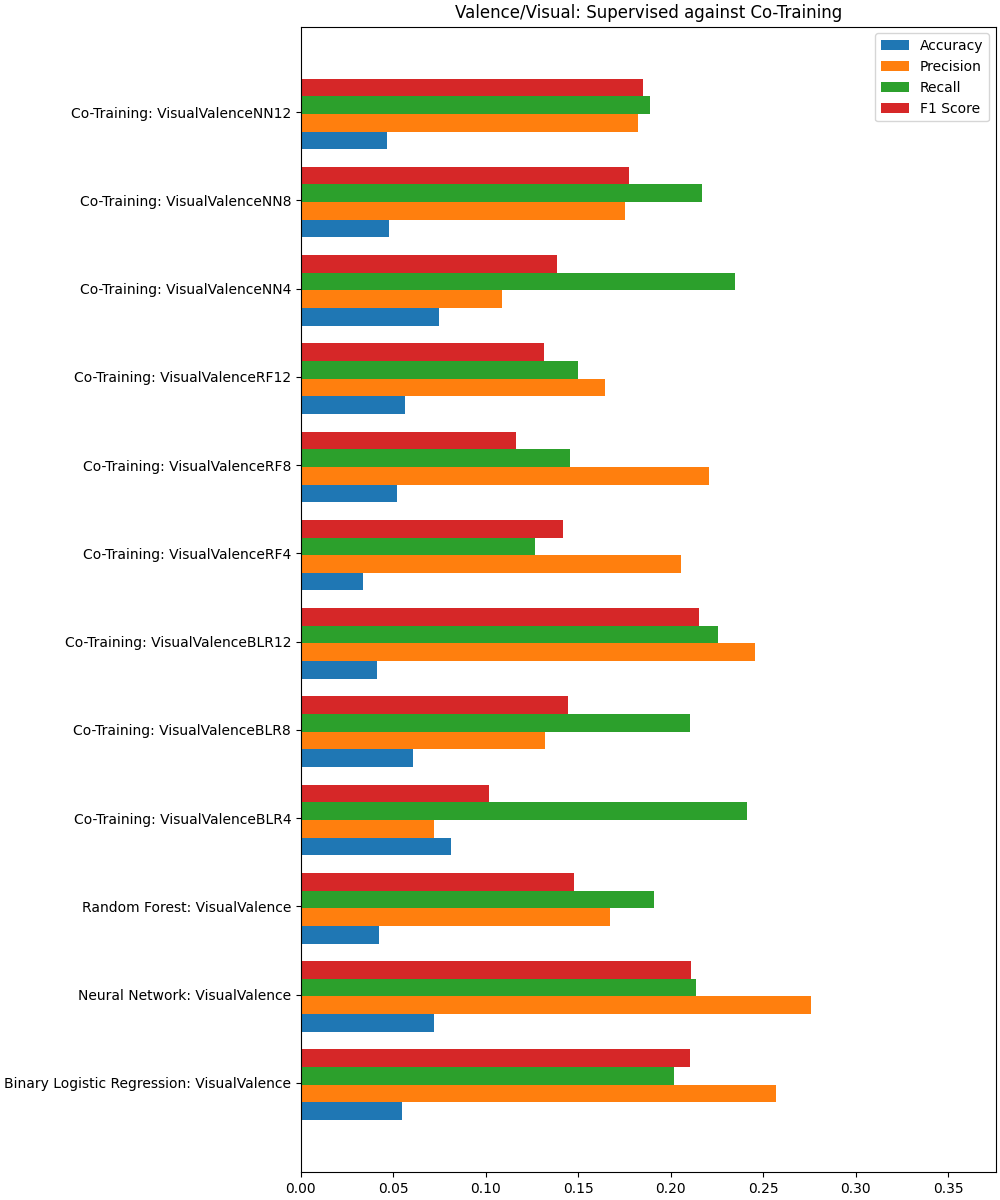 Valence/Visual: Supervised against Co-Training
Accuracy
Precision
Recall
F1 Score
Co-Training: VisualValenceNN12
Co-Training: VisualValenceNN8
Co-Training: VisualValenceNN4
Co-Training: VisualValenceRF12
Co-Training: VisualValenceRF8
Co-Training: VisualValenceRF4
Co-Training: VisualValenceBLR12
Co-Training: VisualValenceBLR8
Co-Training: VisualValenceBLR4
Random Forest: VisualValence
Neural Network: VisualValence
Binary Logistic Regression: VisualValence
0.00 0.05 0.10 0.15 0.20 0.25 0.30 0.35